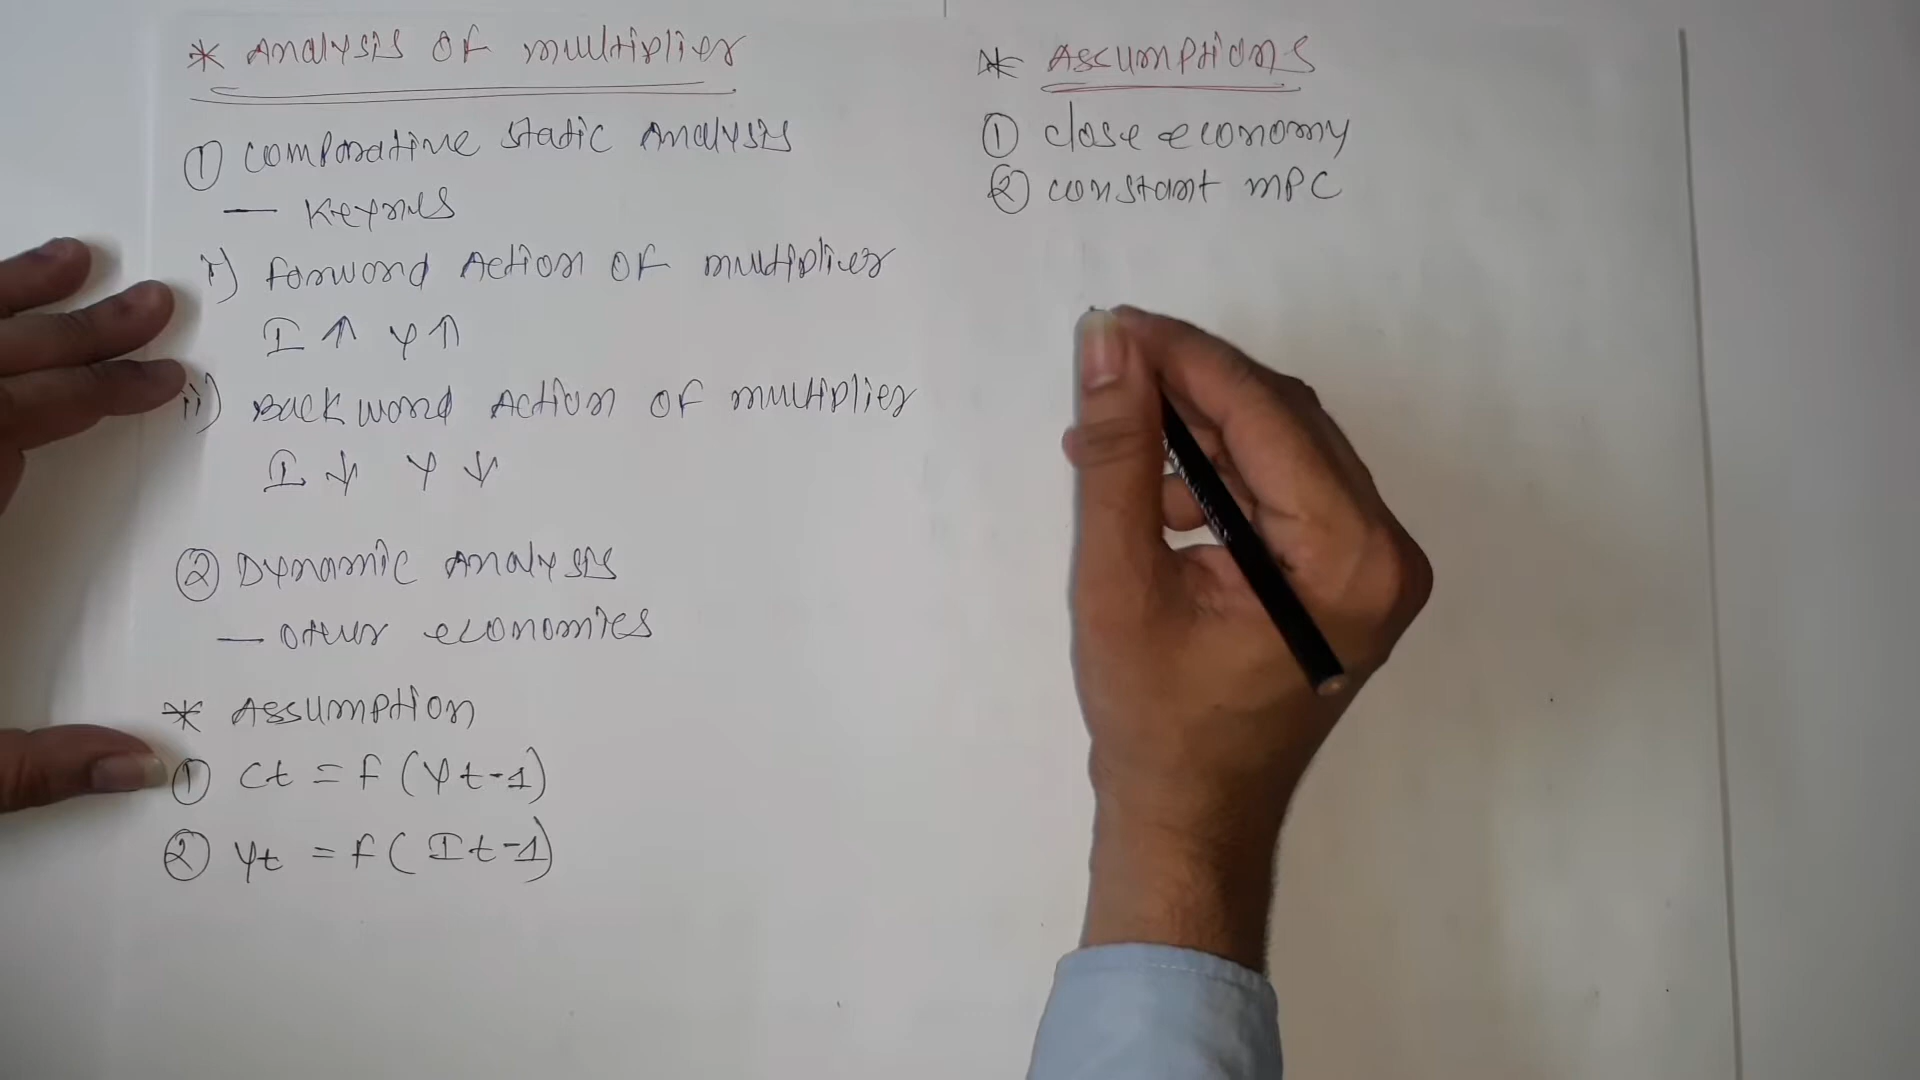 * Analysis of multiplier
① comparative static Analysis
— Keynes
i) forword Action of multiplier
I ↑ Y ↑
ii) Backword Action of multiplier
I ↓ Y ↓
② Dynamic Analysis
— other economies
* Assumption
① Ct = f (Yt-1)
② Yt = f ( It-1)
* Assumptions
① close economy
② constant MPC